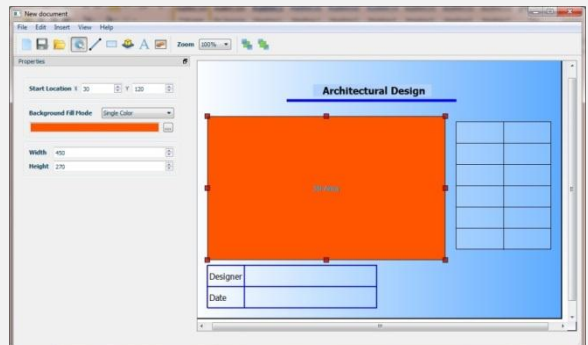 New document
File Edit Insert View Help
A Zoom 100%
Properties
Start Location X 30 Y 120
Background Fill Mode Single Color
...
Width 450
Height 270
Architectural Design
Designer
Date